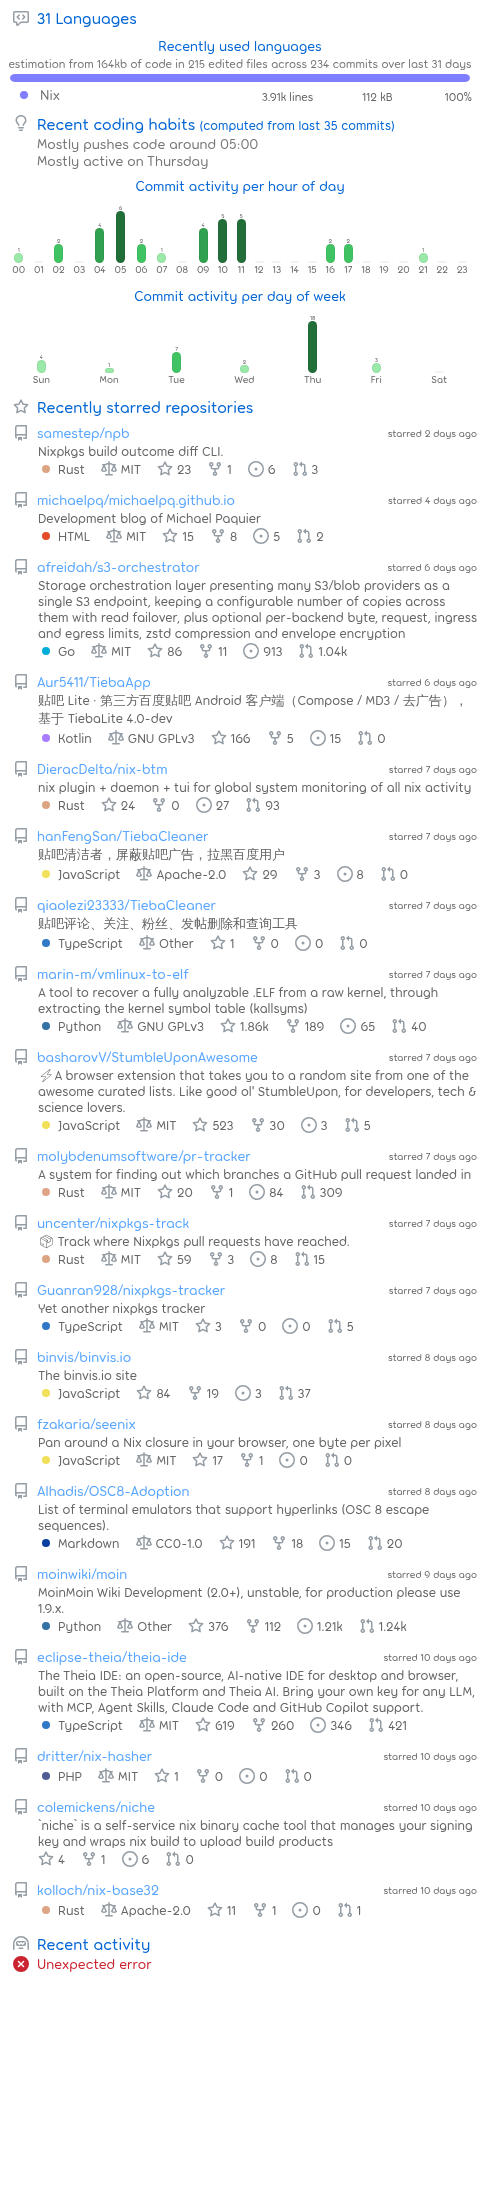 31 Languages
Recently used languages
estimation from 164kb of code in 215 edited files across 234 commits over last 31 days
Nix 3.91k lines 112 kB 100%
Recent coding habits (computed from last 35 commits)
Mostly pushes code around 05:00
Mostly active on Thursday
Commit activity per hour of day
1 2 4 6 2 1 4 5 5 2 2 1
00 01 02 03 04 05 06 07 08 09 10 11 12 13 14 15 16 17 18 19 20 21 22 23
Commit activity per day of week
4 1 7 2 18 3
Sun Mon Tue Wed Thu Fri Sat
Recently starred repositories
samestep/npb starred 2 days ago
Nixpkgs build outcome diff CLI.
Rust MIT 23 1 6 3
michaelpq/michaelpq.github.io starred 4 days ago
Development blog of Michael Paquier
HTML MIT 15 8 5 2
afreidah/s3-orchestrator starred 6 days ago
Storage orchestration layer presenting many S3/blob providers as a
single S3 endpoint, keeping a configurable number of copies across
them with read failover, plus optional per-backend byte, request, ingress
and egress limits, zstd compression and envelope encryption
Go MIT 86 11 913 1.04k
Aur5411/TiebaApp starred 6 days ago
贴吧 Lite · 第三方百度贴吧 Android 客户端（Compose / MD3 / 去广告），
基于 TiebaLite 4.0-dev
Kotlin GNU GPLv3 166 5 15 0
DieracDelta/nix-btm starred 7 days ago
nix plugin + daemon + tui for global system monitoring of all nix activity
Rust 24 0 27 93
hanFengSan/TiebaCleaner starred 7 days ago
贴吧清洁者，屏蔽贴吧广告，拉黑百度用户
JavaScript Apache-2.0 29 3 8 0
qiaolezi23333/TiebaCleaner starred 7 days ago
贴吧评论、关注、粉丝、发帖删除和查询工具
TypeScript Other 1 0 0 0
marin-m/vmlinux-to-elf starred 7 days ago
A tool to recover a fully analyzable .ELF from a raw kernel, through
extracting the kernel symbol table (kallsyms)
Python GNU GPLv3 1.86k 189 65 40
basharovV/StumbleUponAwesome starred 7 days ago
⚡A browser extension that takes you to a random site from one of the
awesome curated lists. Like good ol' StumbleUpon, for developers, tech &
science lovers.
JavaScript MIT 523 30 3 5
molybdenumsoftware/pr-tracker starred 7 days ago
A system for finding out which branches a GitHub pull request landed in
Rust MIT 20 1 84 309
uncenter/nixpkgs-track starred 7 days ago
📦 Track where Nixpkgs pull requests have reached.
Rust MIT 59 3 8 15
Guanran928/nixpkgs-tracker starred 7 days ago
Yet another nixpkgs tracker
TypeScript MIT 3 0 0 5
binvis/binvis.io starred 8 days ago
The binvis.io site
JavaScript 84 19 3 37
fzakaria/seenix starred 8 days ago
Pan around a Nix closure in your browser, one byte per pixel
JavaScript MIT 17 1 0 0
Alhadis/OSC8-Adoption starred 8 days ago
List of terminal emulators that support hyperlinks (OSC 8 escape
sequences).
Markdown CC0-1.0 191 18 15 20
moinwiki/moin starred 9 days ago
MoinMoin Wiki Development (2.0+), unstable, for production please use
1.9.x.
Python Other 376 112 1.21k 1.24k
eclipse-theia/theia-ide starred 10 days ago
The Theia IDE: an open-source, AI-native IDE for desktop and browser,
built on the Theia Platform and Theia AI. Bring your own key for any LLM,
with MCP, Agent Skills, Claude Code and GitHub Copilot support.
TypeScript MIT 619 260 346 421
dritter/nix-hasher starred 10 days ago
PHP MIT 1 0 0 0
colemickens/niche starred 10 days ago
`niche` is a self-service nix binary cache tool that manages your signing
key and wraps nix build to upload build products
4 1 6 0
kolloch/nix-base32 starred 10 days ago
Rust Apache-2.0 11 1 0 1
Recent activity
Unexpected error